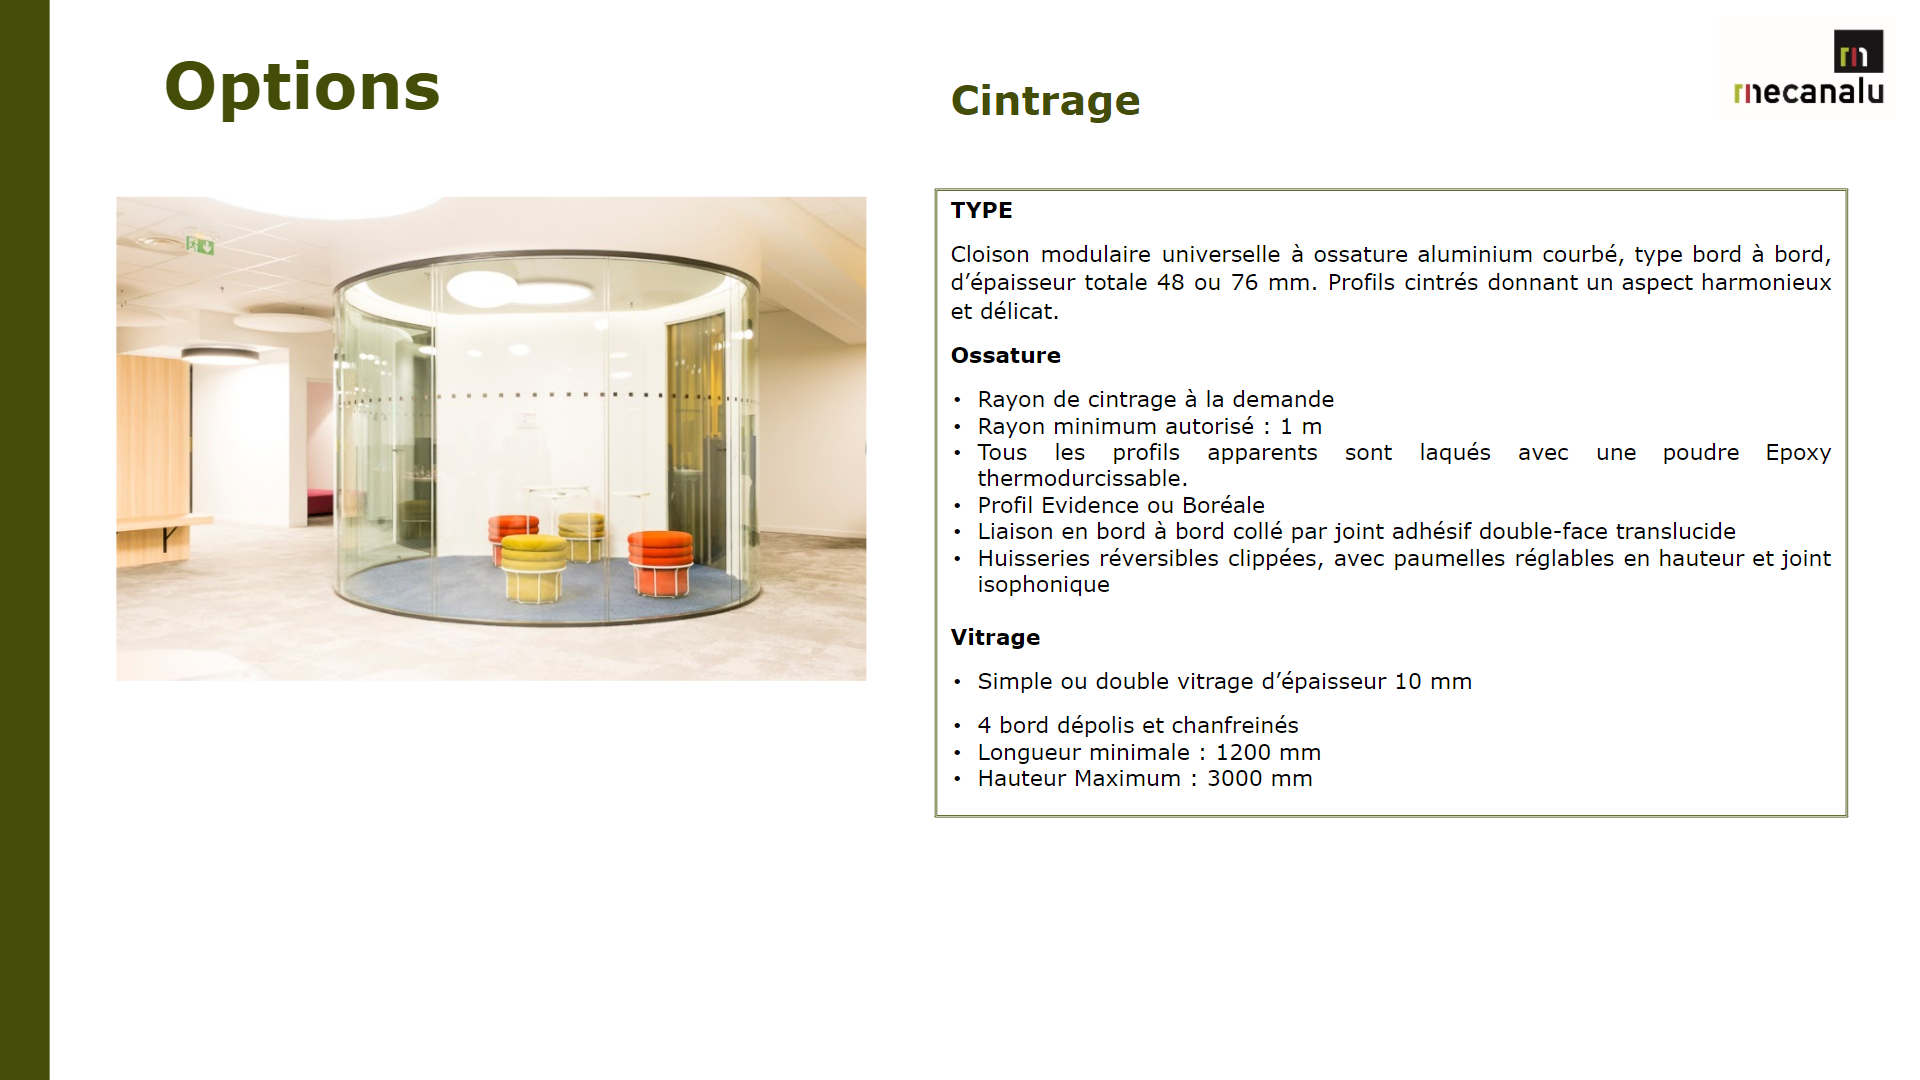 Options
Cintrage
mecanalu
TYPE
Cloison modulaire universelle à ossature aluminium courbé, type bord à bord,
d’épaisseur totale 48 ou 76 mm. Profils cintrés donnant un aspect harmonieux
et délicat.
Ossature
• Rayon de cintrage à la demande
• Rayon minimum autorisé : 1 m
• Tous les profils apparents sont laqués avec une poudre Epoxy
thermodurcissable.
• Profil Evidence ou Boréale
• Liaison en bord à bord collé par joint adhésif double-face translucide
• Huisseries réversibles clippées, avec paumelles réglables en hauteur et joint
isophonique
Vitrage
• Simple ou double vitrage d’épaisseur 10 mm
• 4 bord dépolis et chanfreinés
• Longueur minimale : 1200 mm
• Hauteur Maximum : 3000 mm